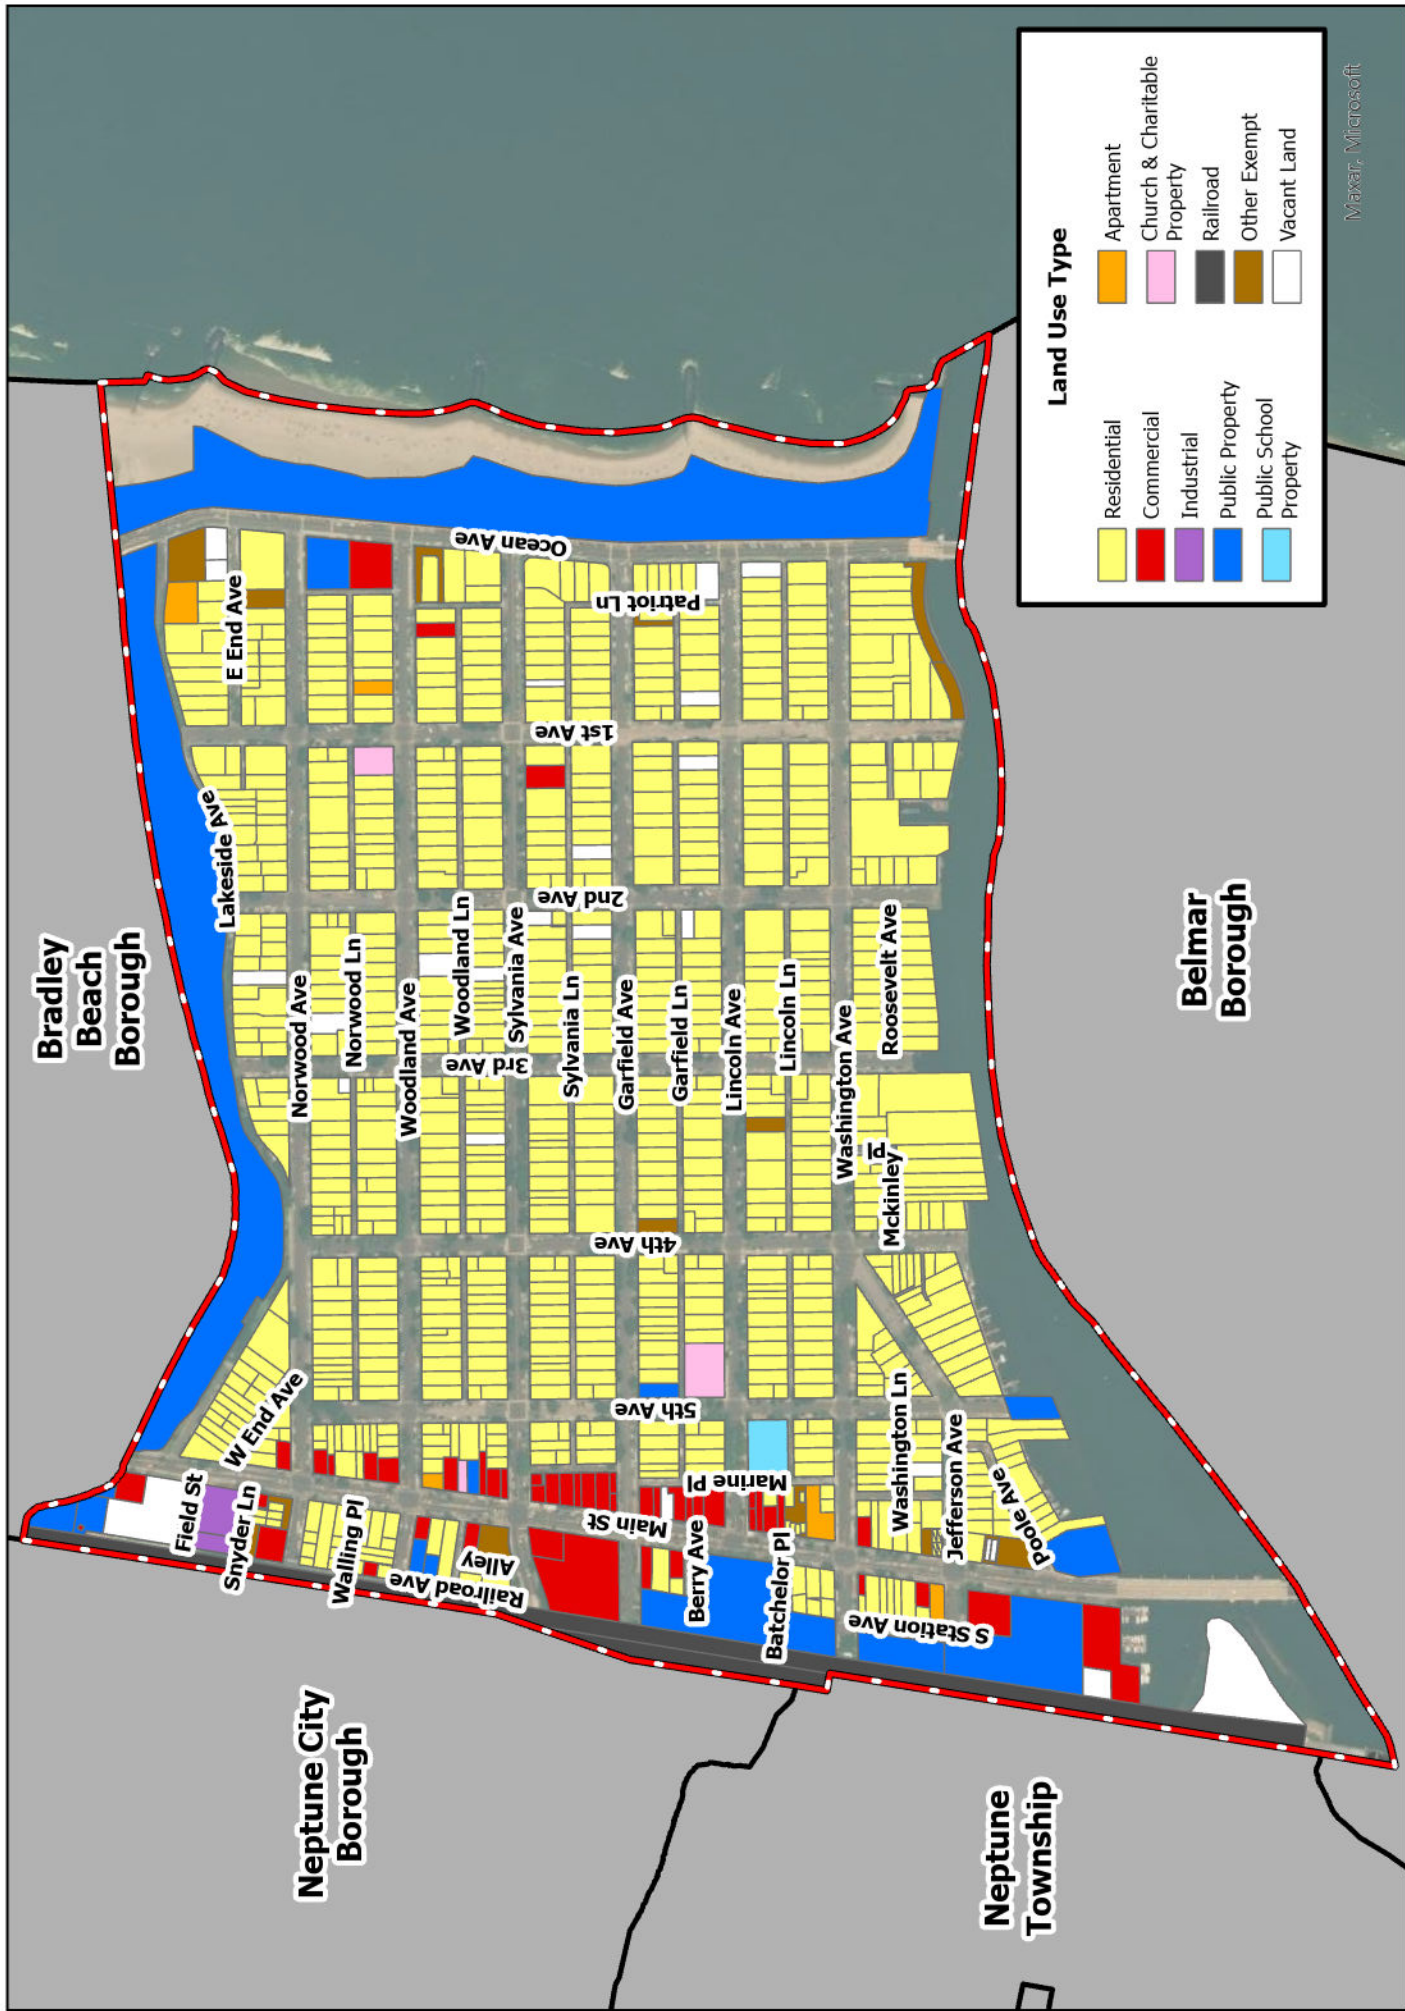 Bradley
Beach
Borough
Neptune City
Borough
Neptune
Township
Belmar
Borough
Field St
Snyder Ln
W End Ave
Walling Pl
Railroad Ave
Alley
Main St
Berry Ave
Batchelor Pl
Marine Pl
S Station Ave
Poole Ave
Jefferson Ave
Washington Ln
5th Ave
4th Ave
Mckinley
Pl
3rd Ave
Norwood Ave
Norwood Ln
Woodland Ave
Woodland Ln
Sylvania Ave
Sylvania Ln
Garfield Ave
Garfield Ln
Lincoln Ave
Lincoln Ln
Washington Ave
Roosevelt Ave
2nd Ave
Lakeside Ave
1st Ave
E End Ave
Patriot Ln
Ocean Ave
Land Use Type
Residential
Commercial
Industrial
Public Property
Public School
Property
Apartment
Church & Charitable
Property
Railroad
Other Exempt
Vacant Land
Maxar, Microsoft